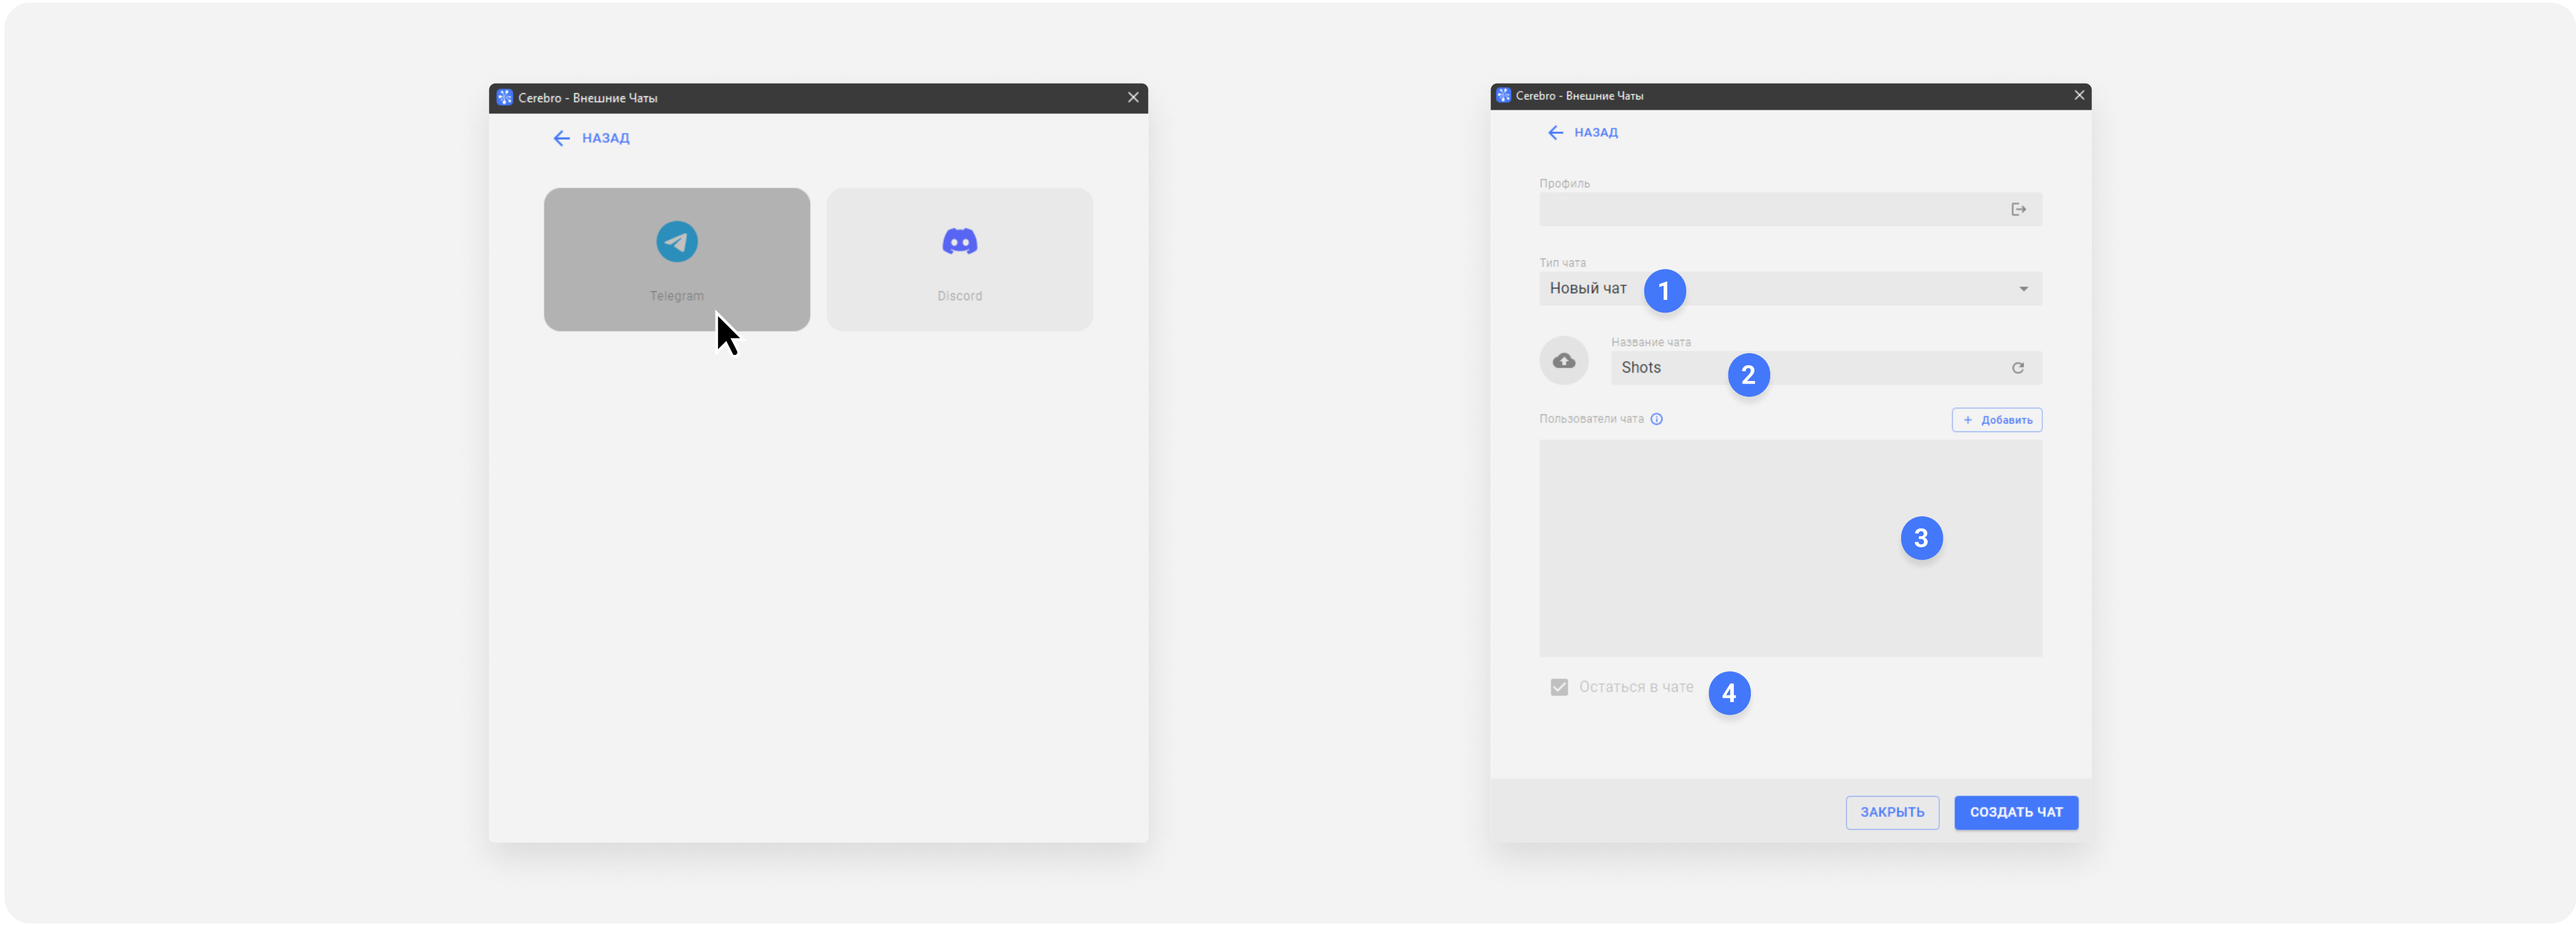 Cerebro - Внешние Чаты
НАЗАД
Telegram
Discord
Cerebro - Внешние Чаты
НАЗАД
Профиль
Тип чата
Новый чат
1
Название чата
Shots
2
Пользователи чата
+ Добавить
3
Остаться в чате
4
ЗАКРЫТЬ
СОЗДАТЬ ЧАТ